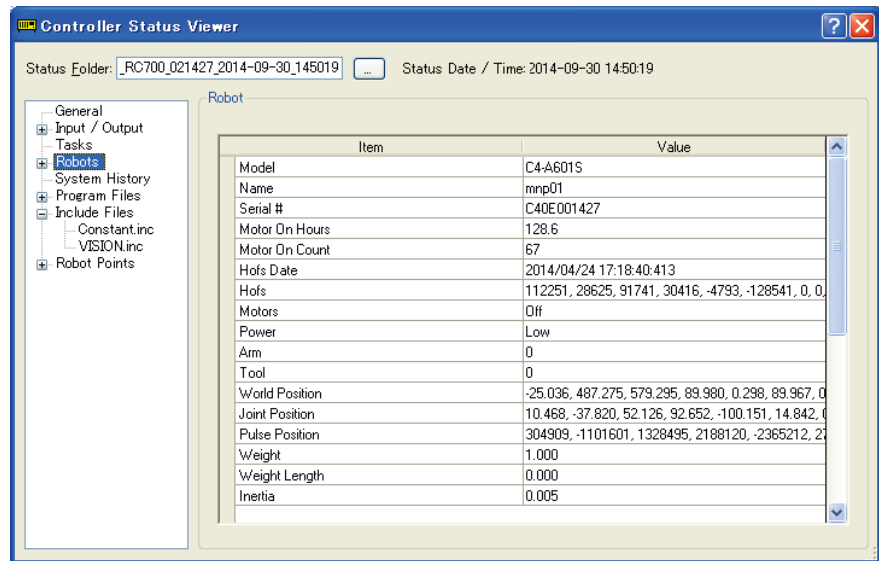 Controller Status Viewer
Status Folder: _RC700_021427_2014-09-30_145019 ... Status Date / Time: 2014-09-30 14:50:19
General
Input / Output
Tasks
Robots
System History
Program Files
Include Files
Constant.inc
VISION.inc
Robot Points
Robot
Item Value
Model C4-A601S
Name mnp01
Serial # C40E001427
Motor On Hours 128.6
Motor On Count 67
Hofs Date 2014/04/24 17:18:40:413
Hofs 112251, 28625, 91741, 30416, -4793, -128541, 0, 0,
Motors Off
Power Low
Arm 0
Tool 0
World Position -25.036, 487.275, 579.295, 89.980, 0.298, 89.967, 0
Joint Position 10.468, -37.820, 52.126, 92.652, -100.151, 14.842,
Pulse Position 304909, -1101601, 1328495, 2188120, -2365212,
Weight 1.000
Weight Length 0.000
Inertia 0.005